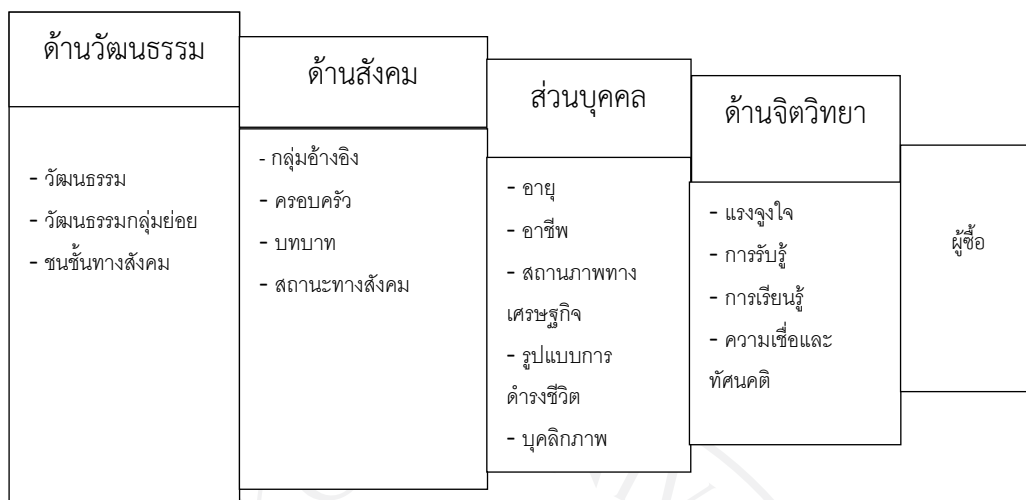 ด้านวัฒนธรรม
- วัฒนธรรม
- วัฒนธรรมกลุ่มย่อย
- ชนชั้นทางสังคม
ด้านสังคม
- กลุ่มอ้างอิง
- ครอบครัว
- บทบาท
- สถานะทางสังคม
ส่วนบุคคล
- อายุ
- อาชีพ
- สถานภาพทาง
เศรษฐกิจ
- รูปแบบการ
ดำรงชีวิต
- บุคลิกภาพ
ด้านจิตวิทยา
- แรงจูงใจ
- การรับรู้
- การเรียนรู้
- ความเชื่อและ
ทัศนคติ
ผู้ซื้อ